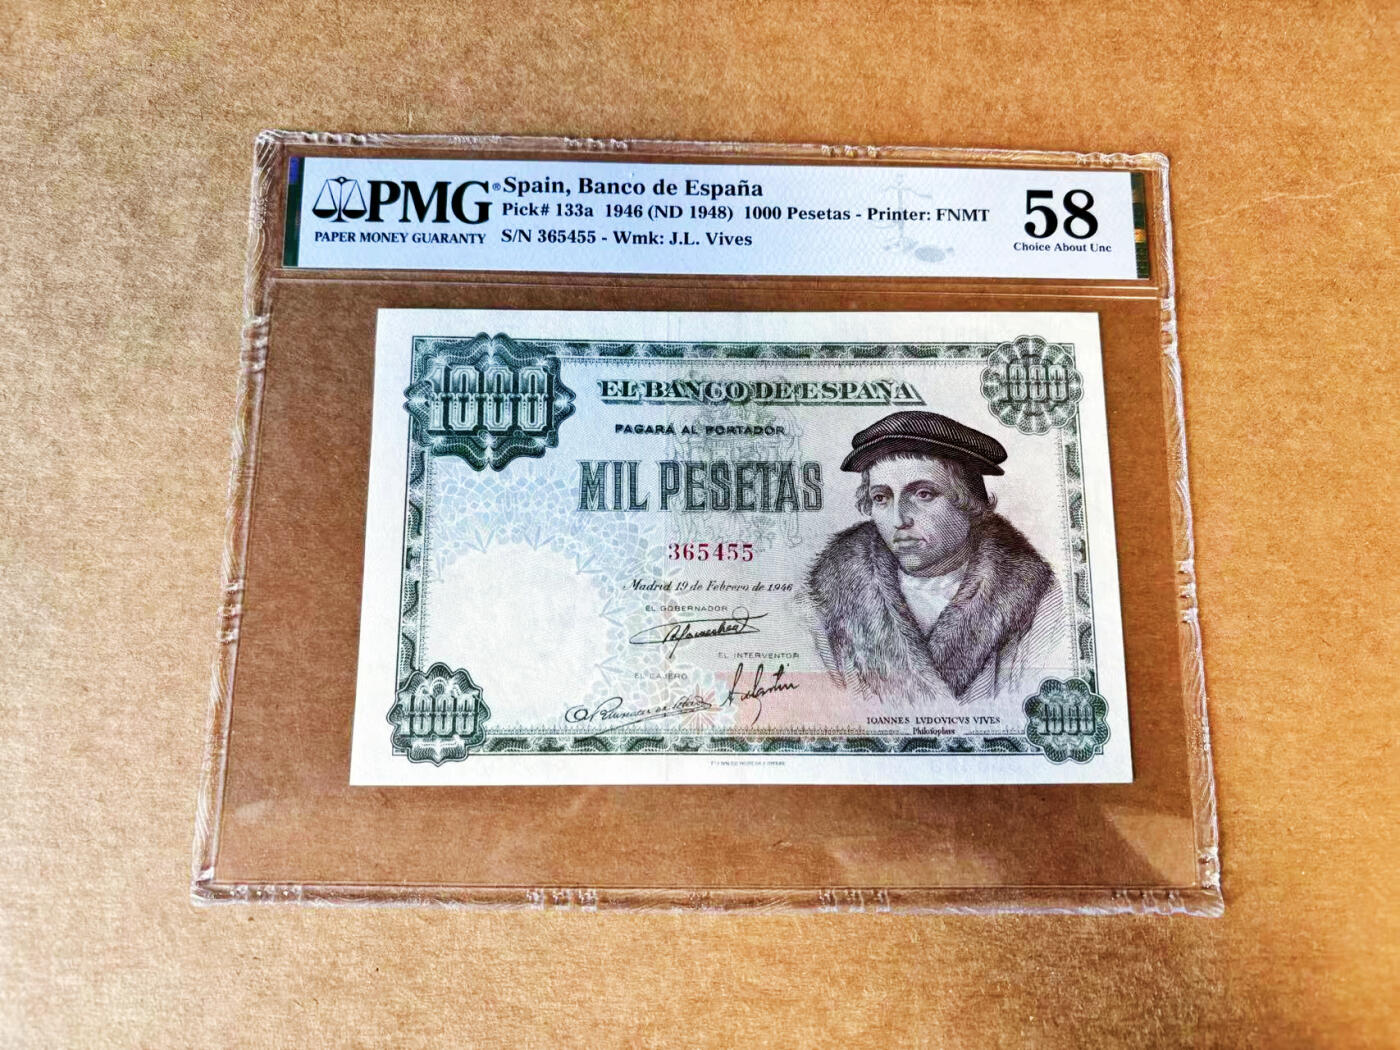 PMG®
PAPER MONEY GUARANTY
Spain, Banco de España
Pick# 133a 1946 (ND 1948) 1000 Pesetas - Printer: FNMT
S/N 365455 - Wmk: J.L. Vives
58
Choice About Unc
1000
1000
EL BANCO DE ESPAÑA
PAGARÁ AL PORTADOR
MIL PESETAS
365455
Madrid 19 de Febrero de 1946
EL GOBERNADOR
EL INTERVENTOR
EL CAJERO
IOANNES LVDOVICVS VIVES
Philosophus
1000
1000